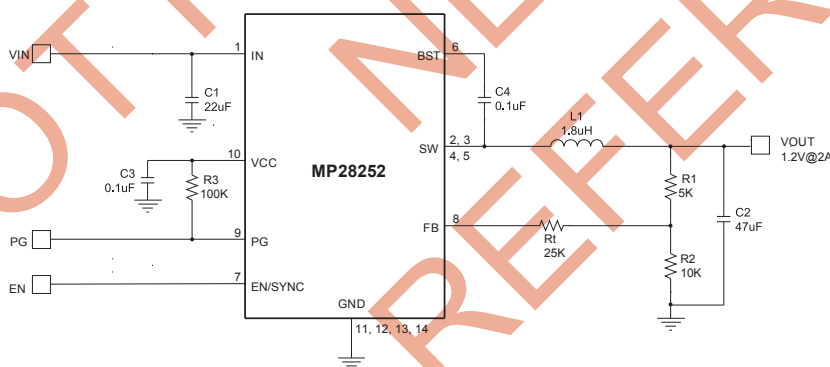 VIN
1
IN
C1
22uF
BST
6
C4
0.1uF
L1
1.8uH
SW
2, 3
4, 5
VOUT
1.2V@2A
10
VCC
C3
0.1uF
R3
100K
MP28252
R1
5K
C2
47uF
FB
8
Rt
25K
R2
10K
PG
9
PG
EN
7
EN/SYNC
GND
11, 12, 13, 14
NOT
NE
REFER